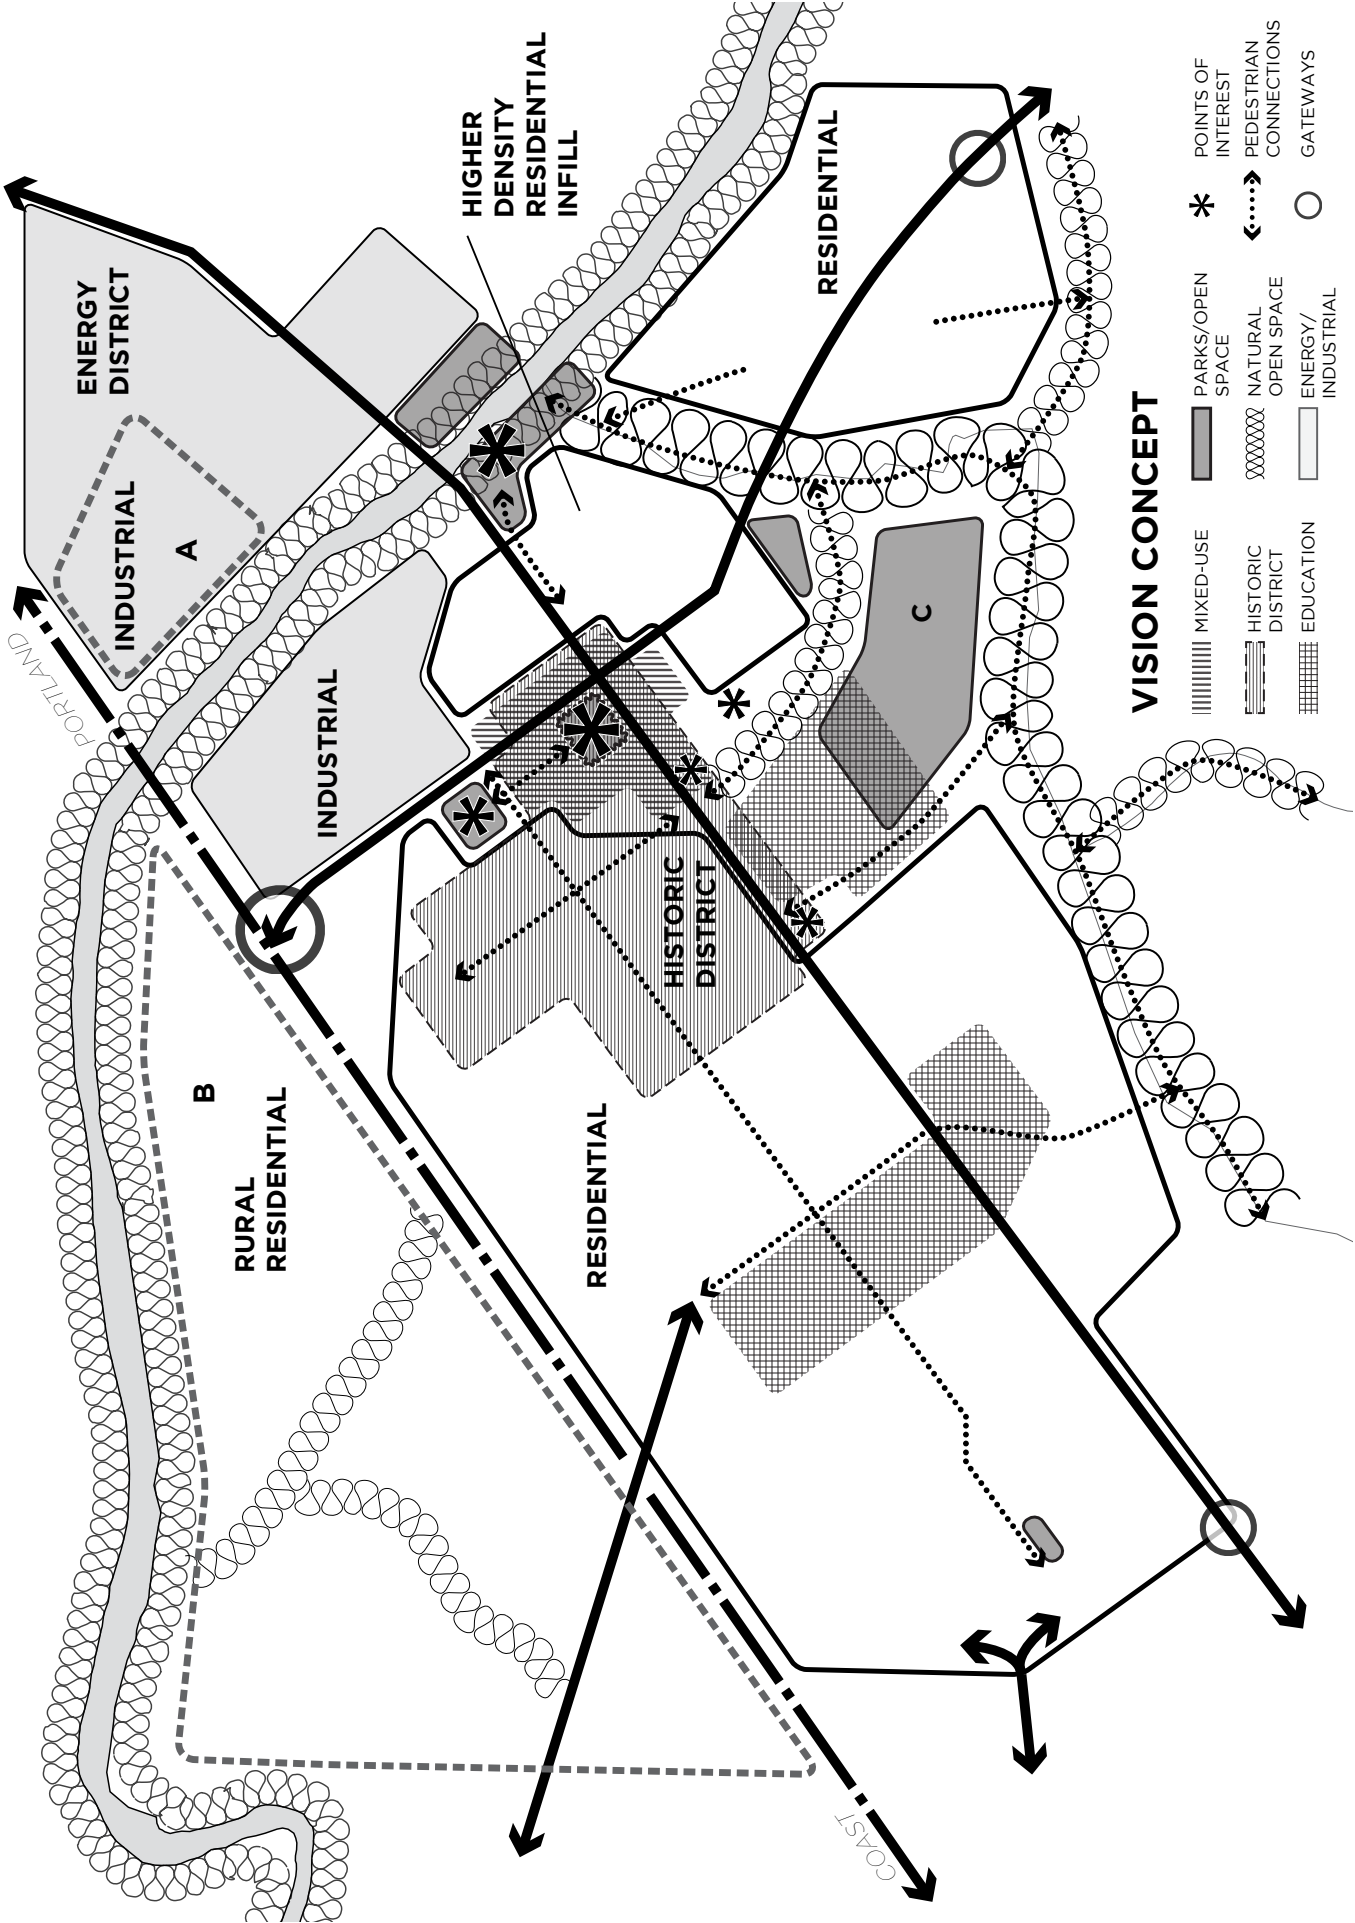 PORTLAND
ENERGY
DISTRICT
INDUSTRIAL
A
INDUSTRIAL
HIGHER
DENSITY
RESIDENTIAL
INFILL
RESIDENTIAL
B
RURAL
RESIDENTIAL
HISTORIC
DISTRICT
RESIDENTIAL
C
COAST
VISION CONCEPT
MIXED-USE
HISTORIC
DISTRICT
EDUCATION
PARKS/OPEN
SPACE
NATURAL
OPEN SPACE
ENERGY/
INDUSTRIAL
POINTS OF
INTEREST
PEDESTRIAN
CONNECTIONS
GATEWAYS